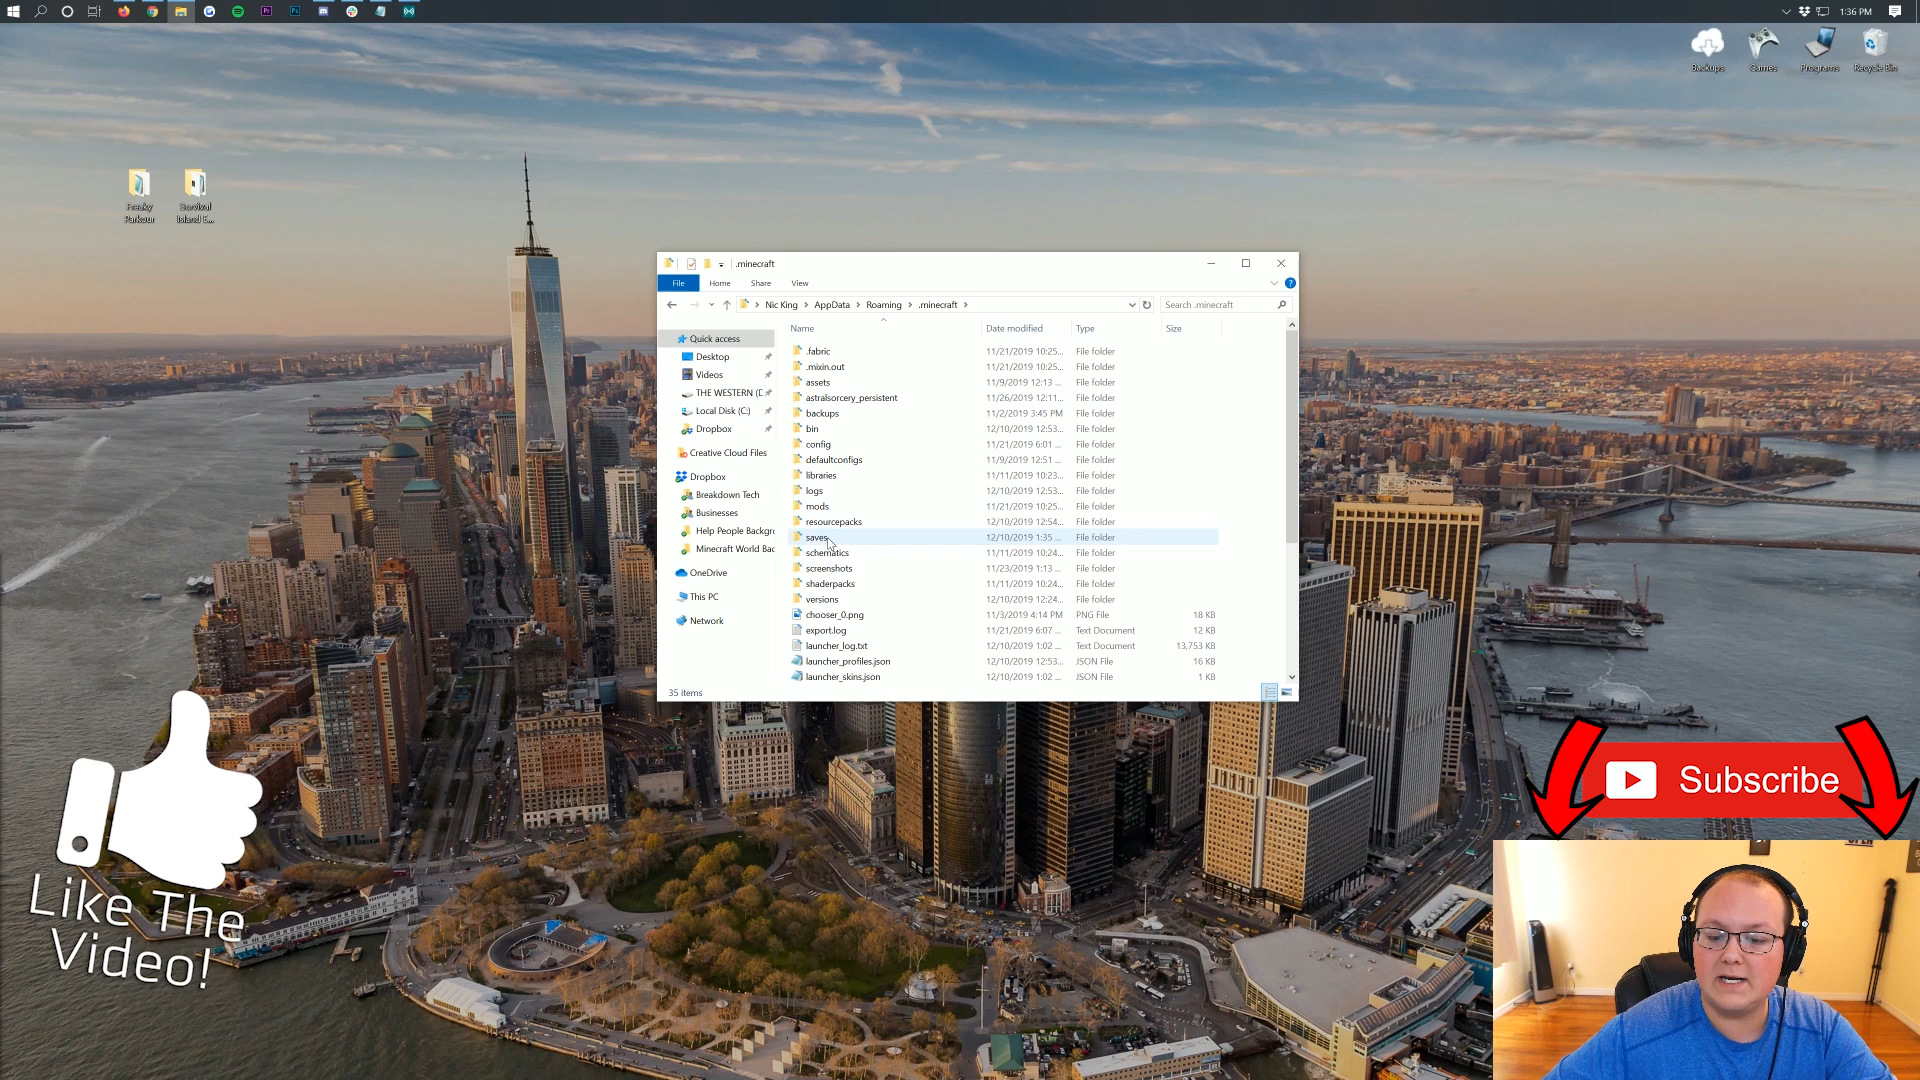 1:36 PM
Backups
Games
Programs
Recycle Bin
Freaky
Parkour
Survival
Island E...
.minecraft
File
Home
Share
View
Nic King
AppData
Roaming
.minecraft
Search .minecraft
Name
Date modified
Type
Size
Quick access
Desktop
Videos
THE WESTERN (D
Local Disk (C:)
Dropbox
Creative Cloud Files
Dropbox
Breakdown Tech
Businesses
Help People Backgr
Minecraft World Bac
OneDrive
This PC
Network
.fabric 11/21/2019 10:25... File folder
.mixin.out 11/21/2019 10:25... File folder
assets 11/9/2019 12:13 ... File folder
astralsorcery_persistent 11/26/2019 12:11... File folder
backups 11/2/2019 3:45 PM File folder
bin 12/10/2019 12:53... File folder
config 11/21/2019 6:01 ... File folder
defaultconfigs 11/9/2019 12:51 ... File folder
libraries 11/11/2019 10:23... File folder
logs 12/10/2019 12:53... File folder
mods 11/21/2019 10:25... File folder
resourcepacks 12/10/2019 12:54... File folder
saves 12/10/2019 1:35 ... File folder
schematics 11/11/2019 10:24... File folder
screenshots 11/23/2019 1:13 ... File folder
shaderpacks 11/11/2019 10:24... File folder
versions 12/10/2019 12:24... File folder
chooser_0.png 11/3/2019 4:14 PM PNG File 18 KB
export.log 11/21/2019 6:07 ... Text Document 12 KB
launcher_log.txt 12/10/2019 1:02 ... Text Document 13,753 KB
launcher_profiles.json 12/10/2019 12:53... JSON File 16 KB
launcher_skins.json 12/10/2019 1:02 ... JSON File 1 KB
35 items
Like The
Video!
Subscribe
OPEN